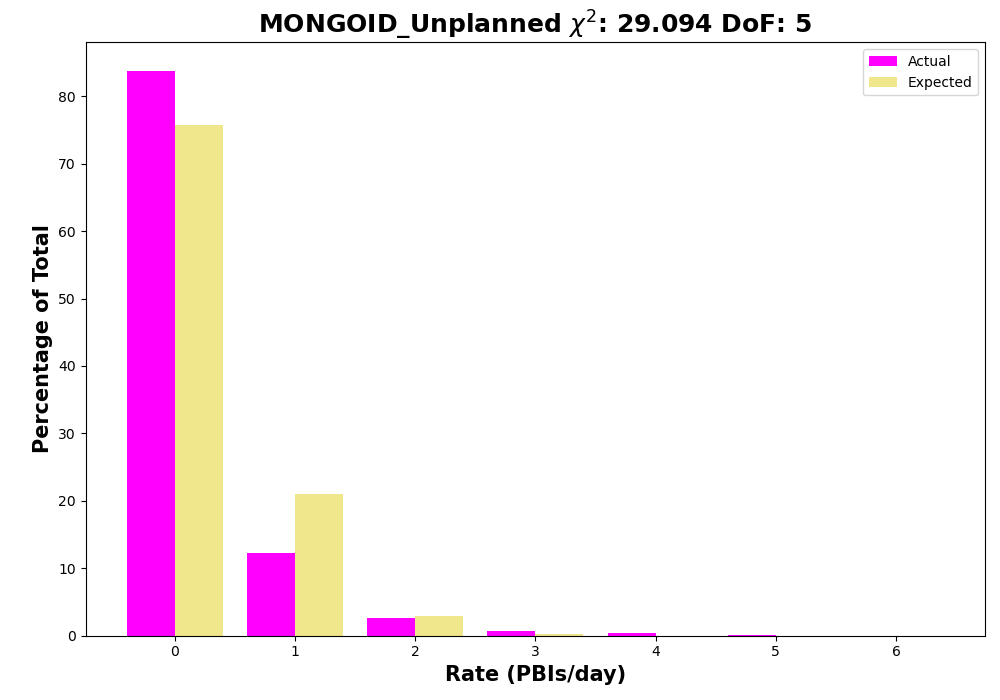 MONGOID_Unplanned χ²: 29.094 DoF: 5
Actual
Expected
Percentage of Total
80
70
60
50
40
30
20
10
0
0 1 2 3 4 5 6
Rate (PBIs/day)